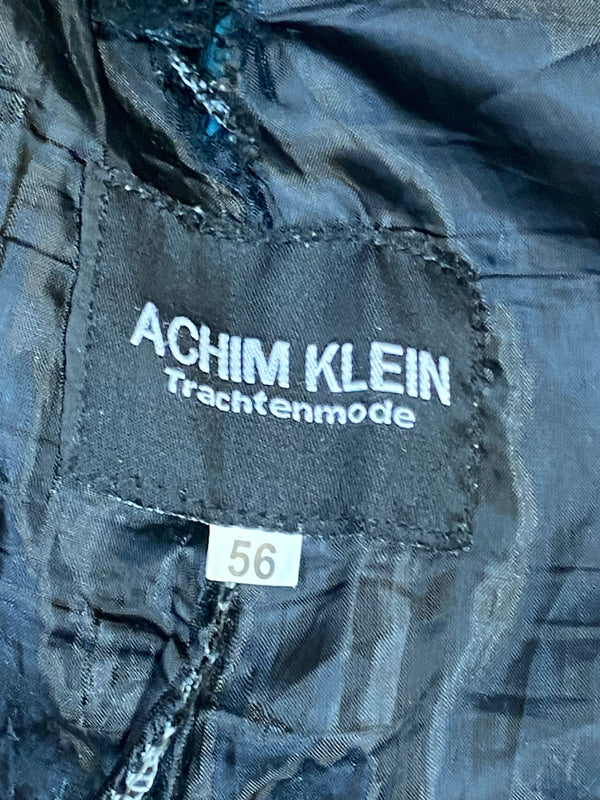 ACHIM KLEIN
Trachtenmode
56